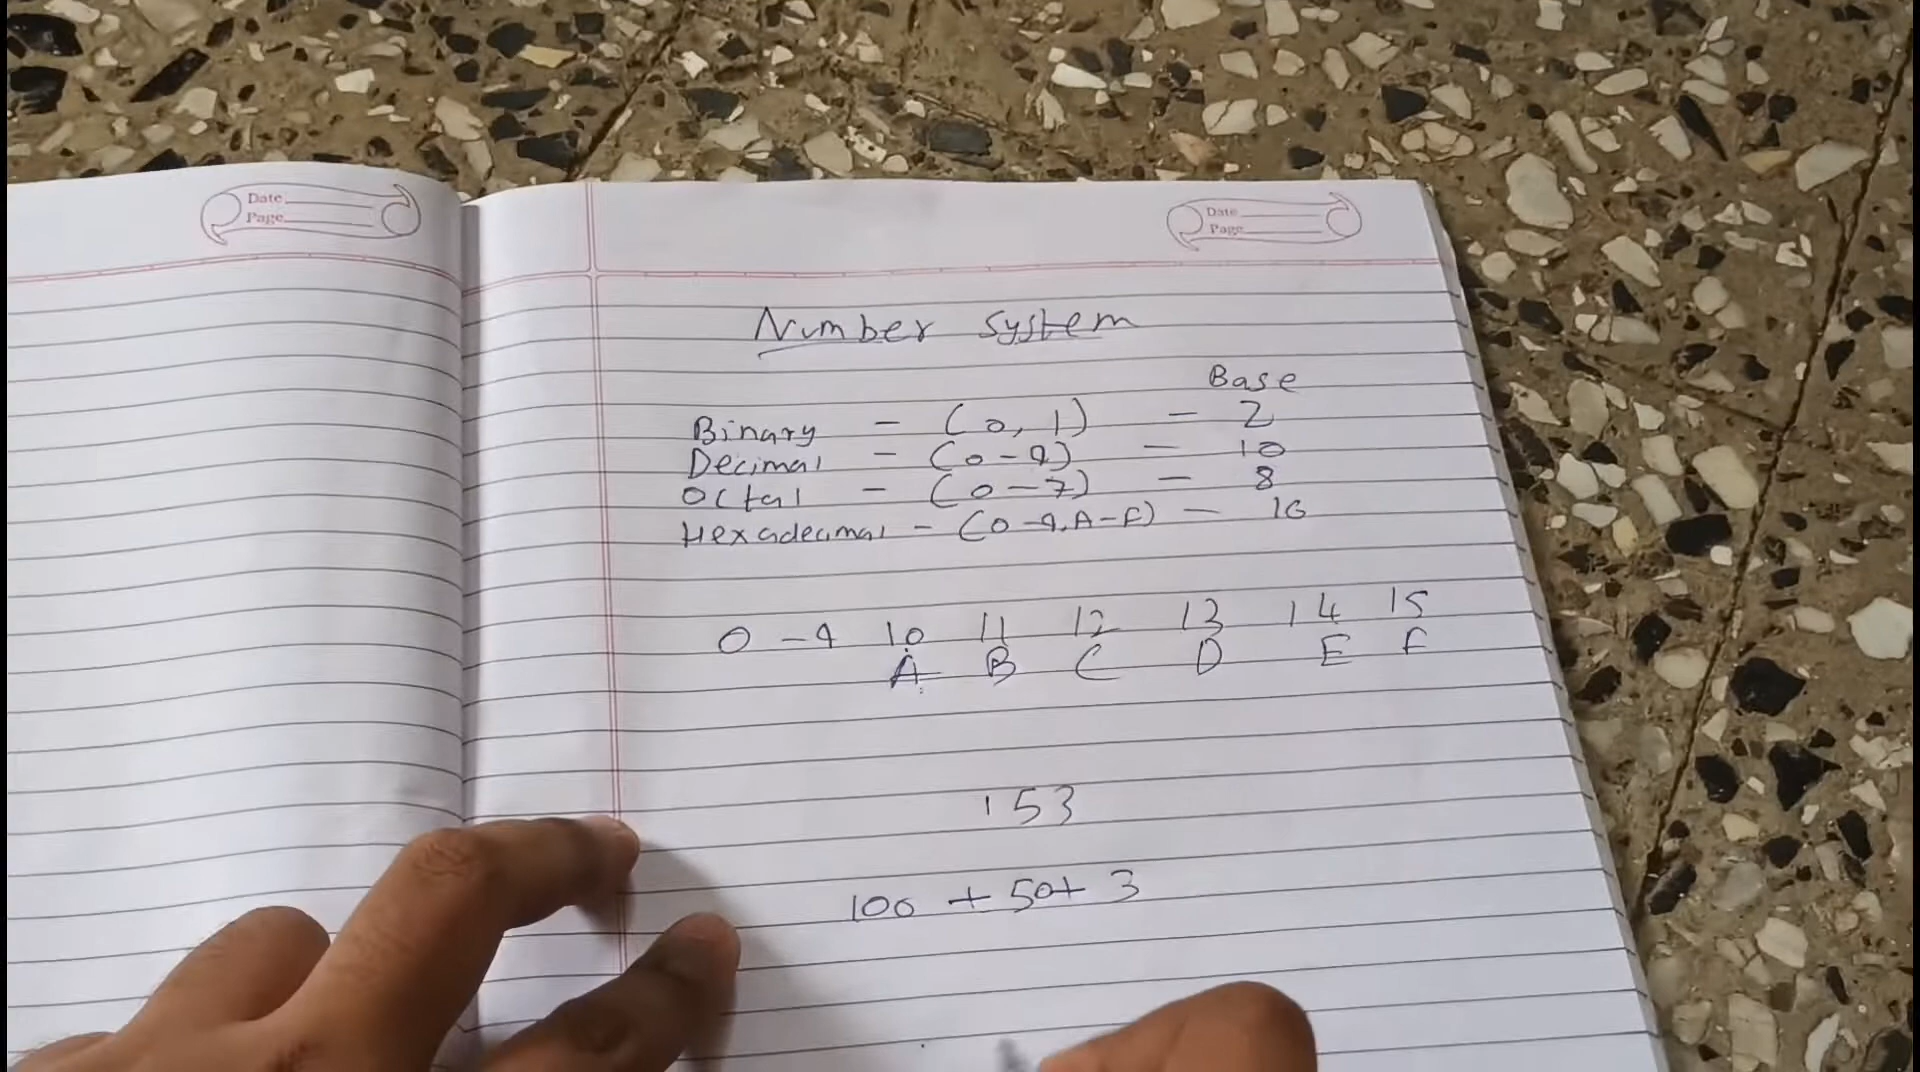 Date
Page
Date
Page
Number System
Base
Binary - (0, 1) - 2
Decimal - (0-9) - 10
Octal - (0-7) - 8
Hexadecimal - (0-9, A-F) - 16
0-9 10 11 12 13 14 15
A B C D E F
153
100 + 50 + 3